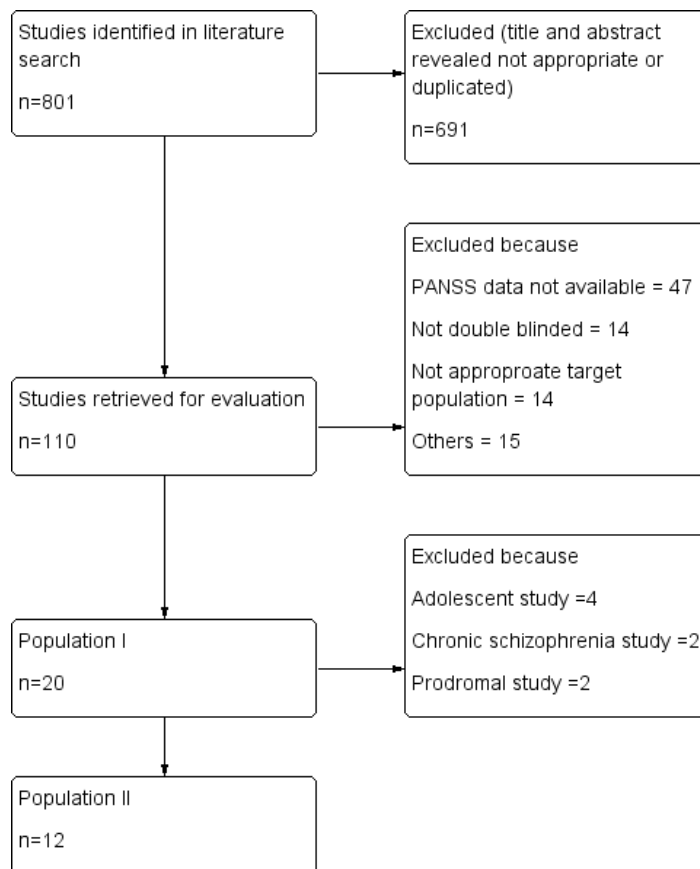 Studies identified in literature
search
n=801
Excluded (title and abstract
revealed not appropriate or
duplicated)
n=691
Excluded because
PANSS data not available = 47
Not double blinded = 14
Not approproate target
population = 14
Others = 15
Studies retrieved for evaluation
n=110
Excluded because
Adolescent study =4
Chronic schizophrenia study =2
Prodromal study =2
Population I
n=20
Population II
n=12